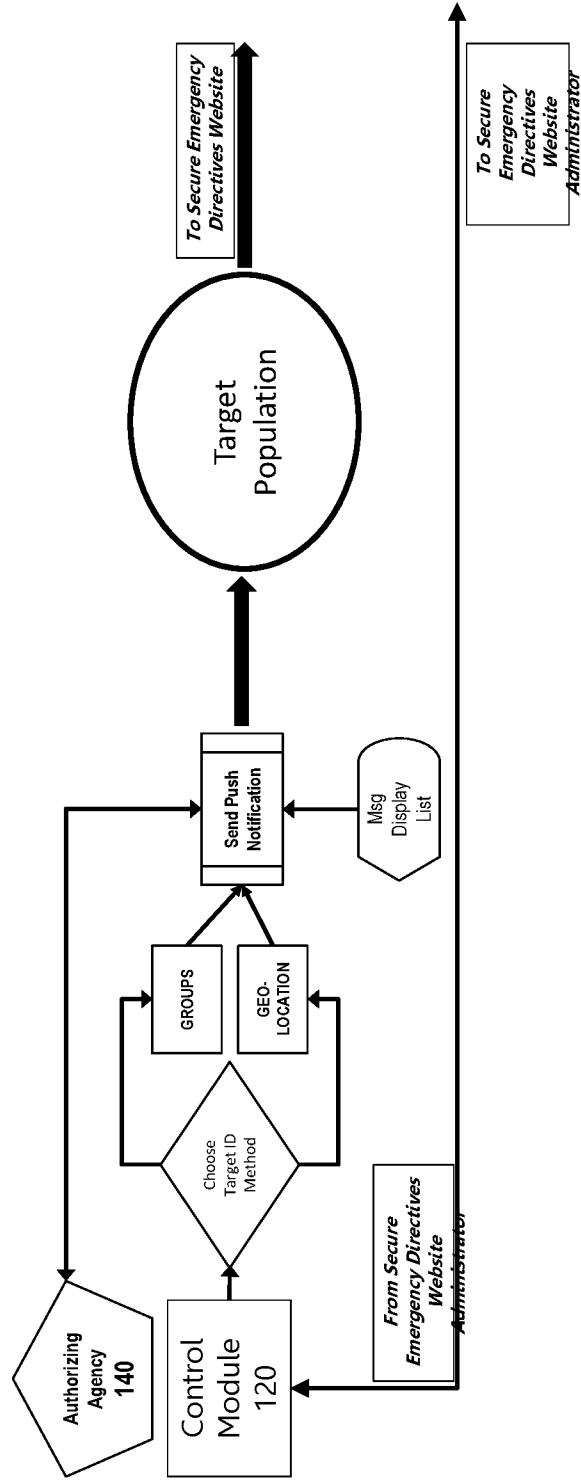 Authorizing
Agency
140
Control
Module
120
Choose
Target ID
Method
GROUPS
GEO-
LOCATION
Send Push
Notification
Msg
Display
List
Target
Population
To Secure Emergency
Directives Website
From Secure
Emergency Directives
Website
Administrator
To Secure
Emergency
Directives
Website
Administrator